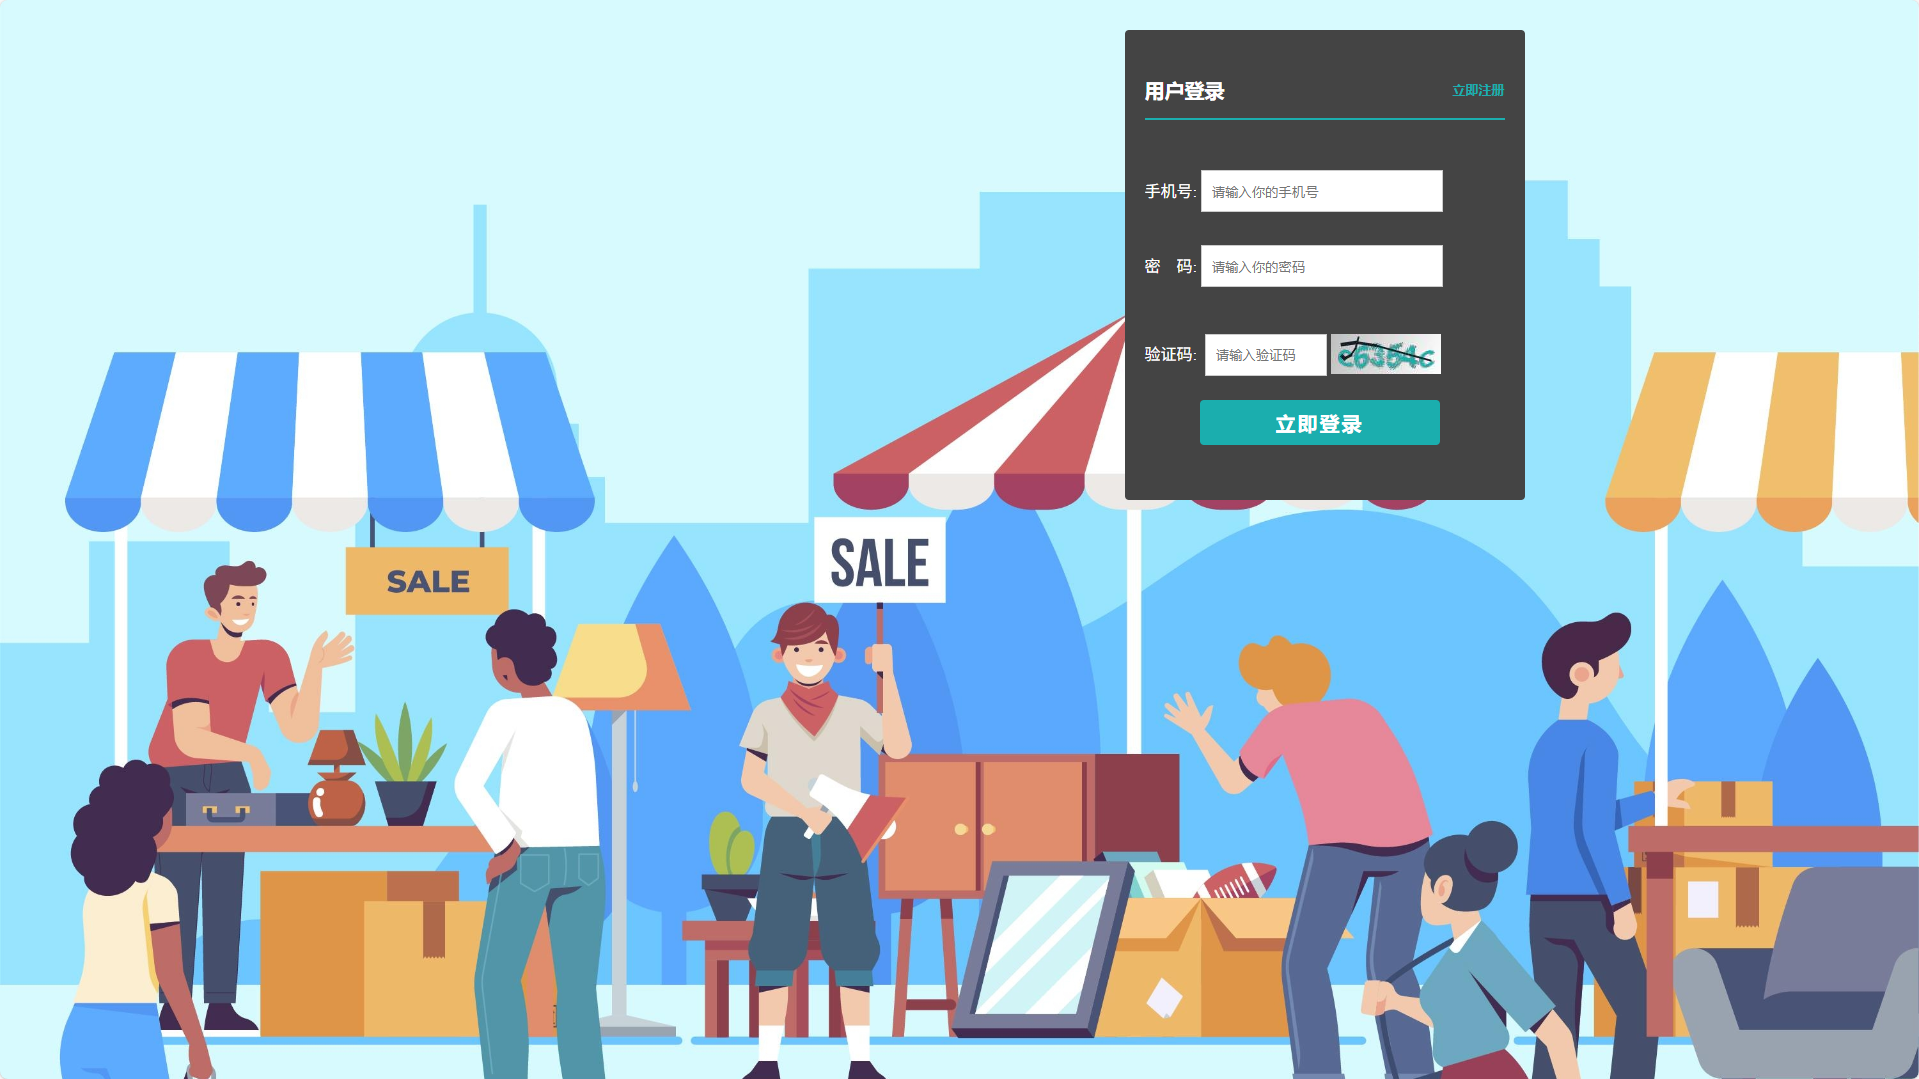 用户登录 立即注册
手机号: 请输入你的手机号
密 码: 请输入你的密码
验证码: 请输入验证码
立即登录
SALE
SALE